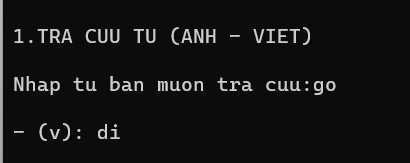 1.TRA CUU TU (ANH - VIET)
Nhap tu ban muon tra cuu:go
- (v): di